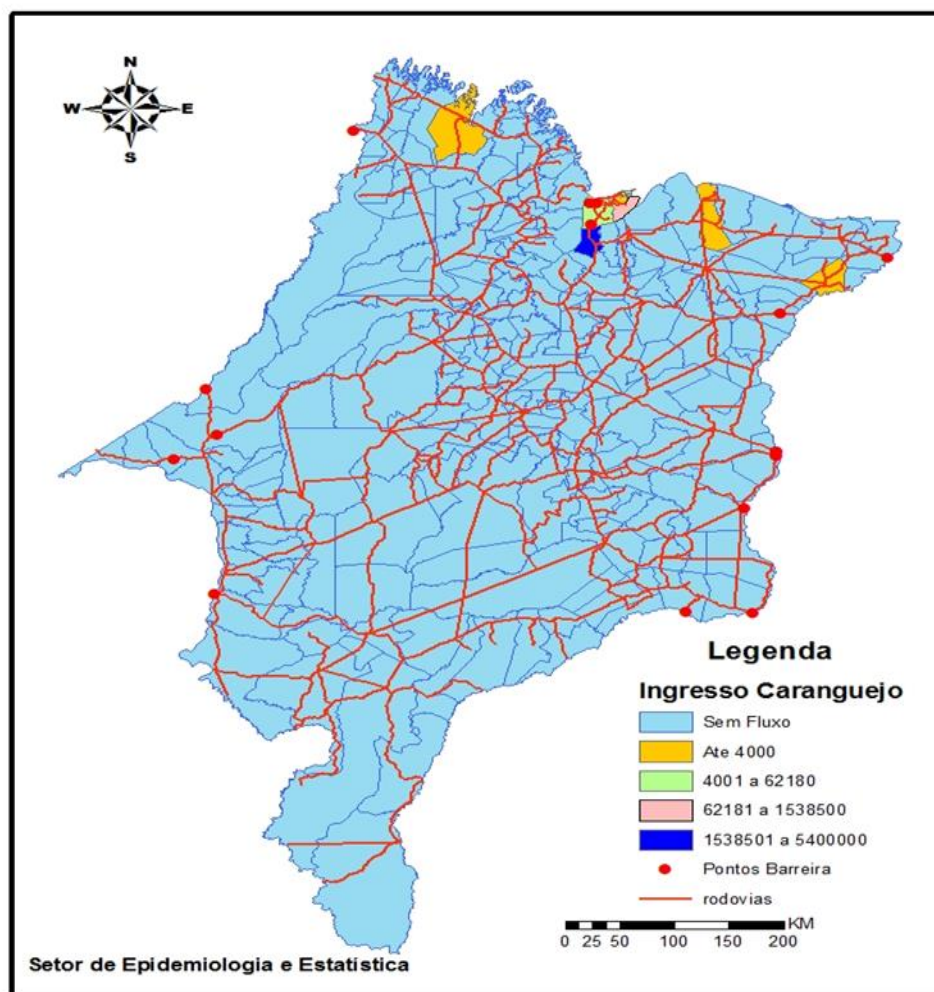 N
W E
S
Legenda
Ingresso Caranguejo
Sem Fluxo
Ate 4000
4001 a 62180
62181 a 1538500
1538501 a 5400000
Pontos Barreira
rodovias
KM
0 25 50 100 150 200
Setor de Epidemiologia e Estatística